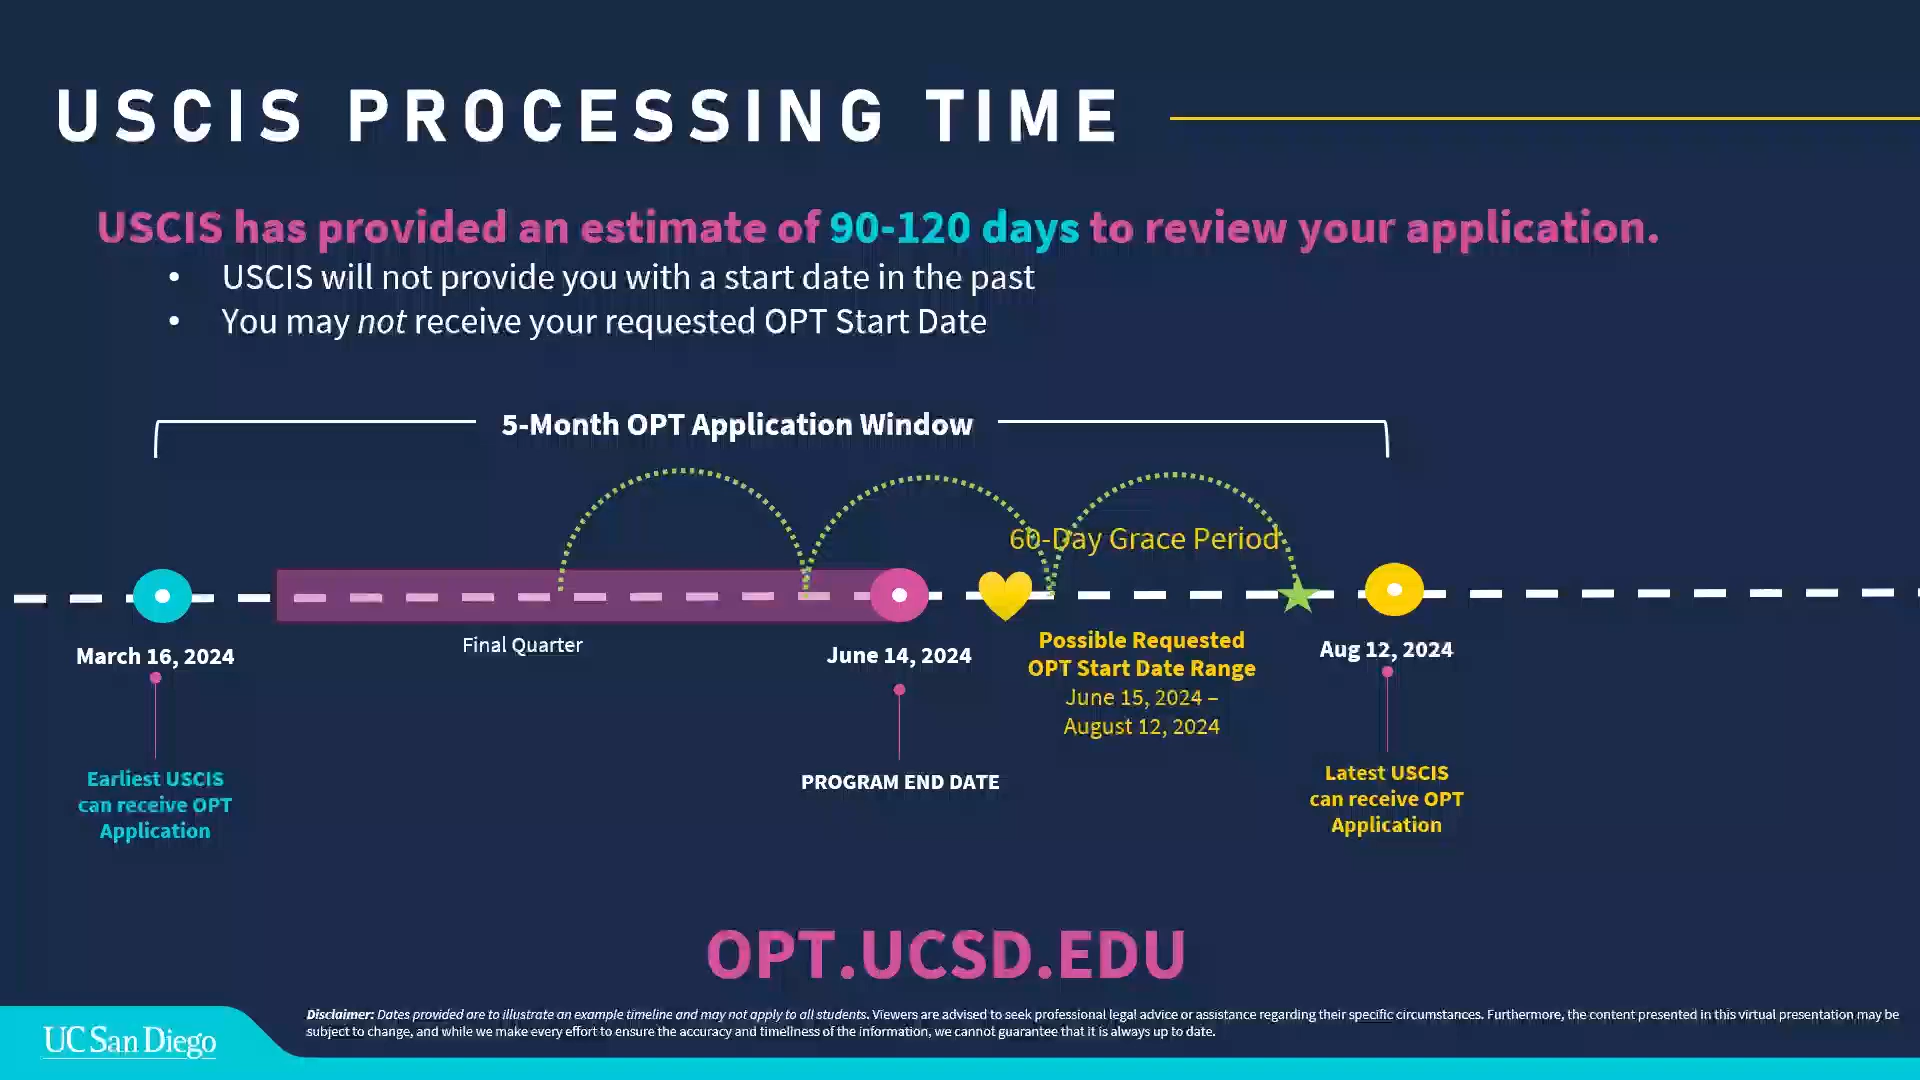 USCIS PROCESSING TIME
USCIS has provided an estimate of 90-120 days to review your application.
• USCIS will not provide you with a start date in the past
• You may not receive your requested OPT Start Date
5-Month OPT Application Window
60-Day Grace Period
March 16, 2024
Final Quarter
June 14, 2024
Possible Requested
OPT Start Date Range
June 15, 2024 –
August 12, 2024
Aug 12, 2024
Earliest USCIS
can receive OPT
Application
PROGRAM END DATE
Latest USCIS
can receive OPT
Application
OPT.UCSD.EDU
UC San Diego
Disclaimer: Dates provided are to illustrate an example timeline and may not apply to all students. Viewers are advised to seek professional legal advice or assistance regarding their specific circumstances. Furthermore, the content presented in this virtual presentation may be
subject to change, and while we make every effort to ensure the accuracy and timeliness of the information, we cannot guarantee that it is always up to date.